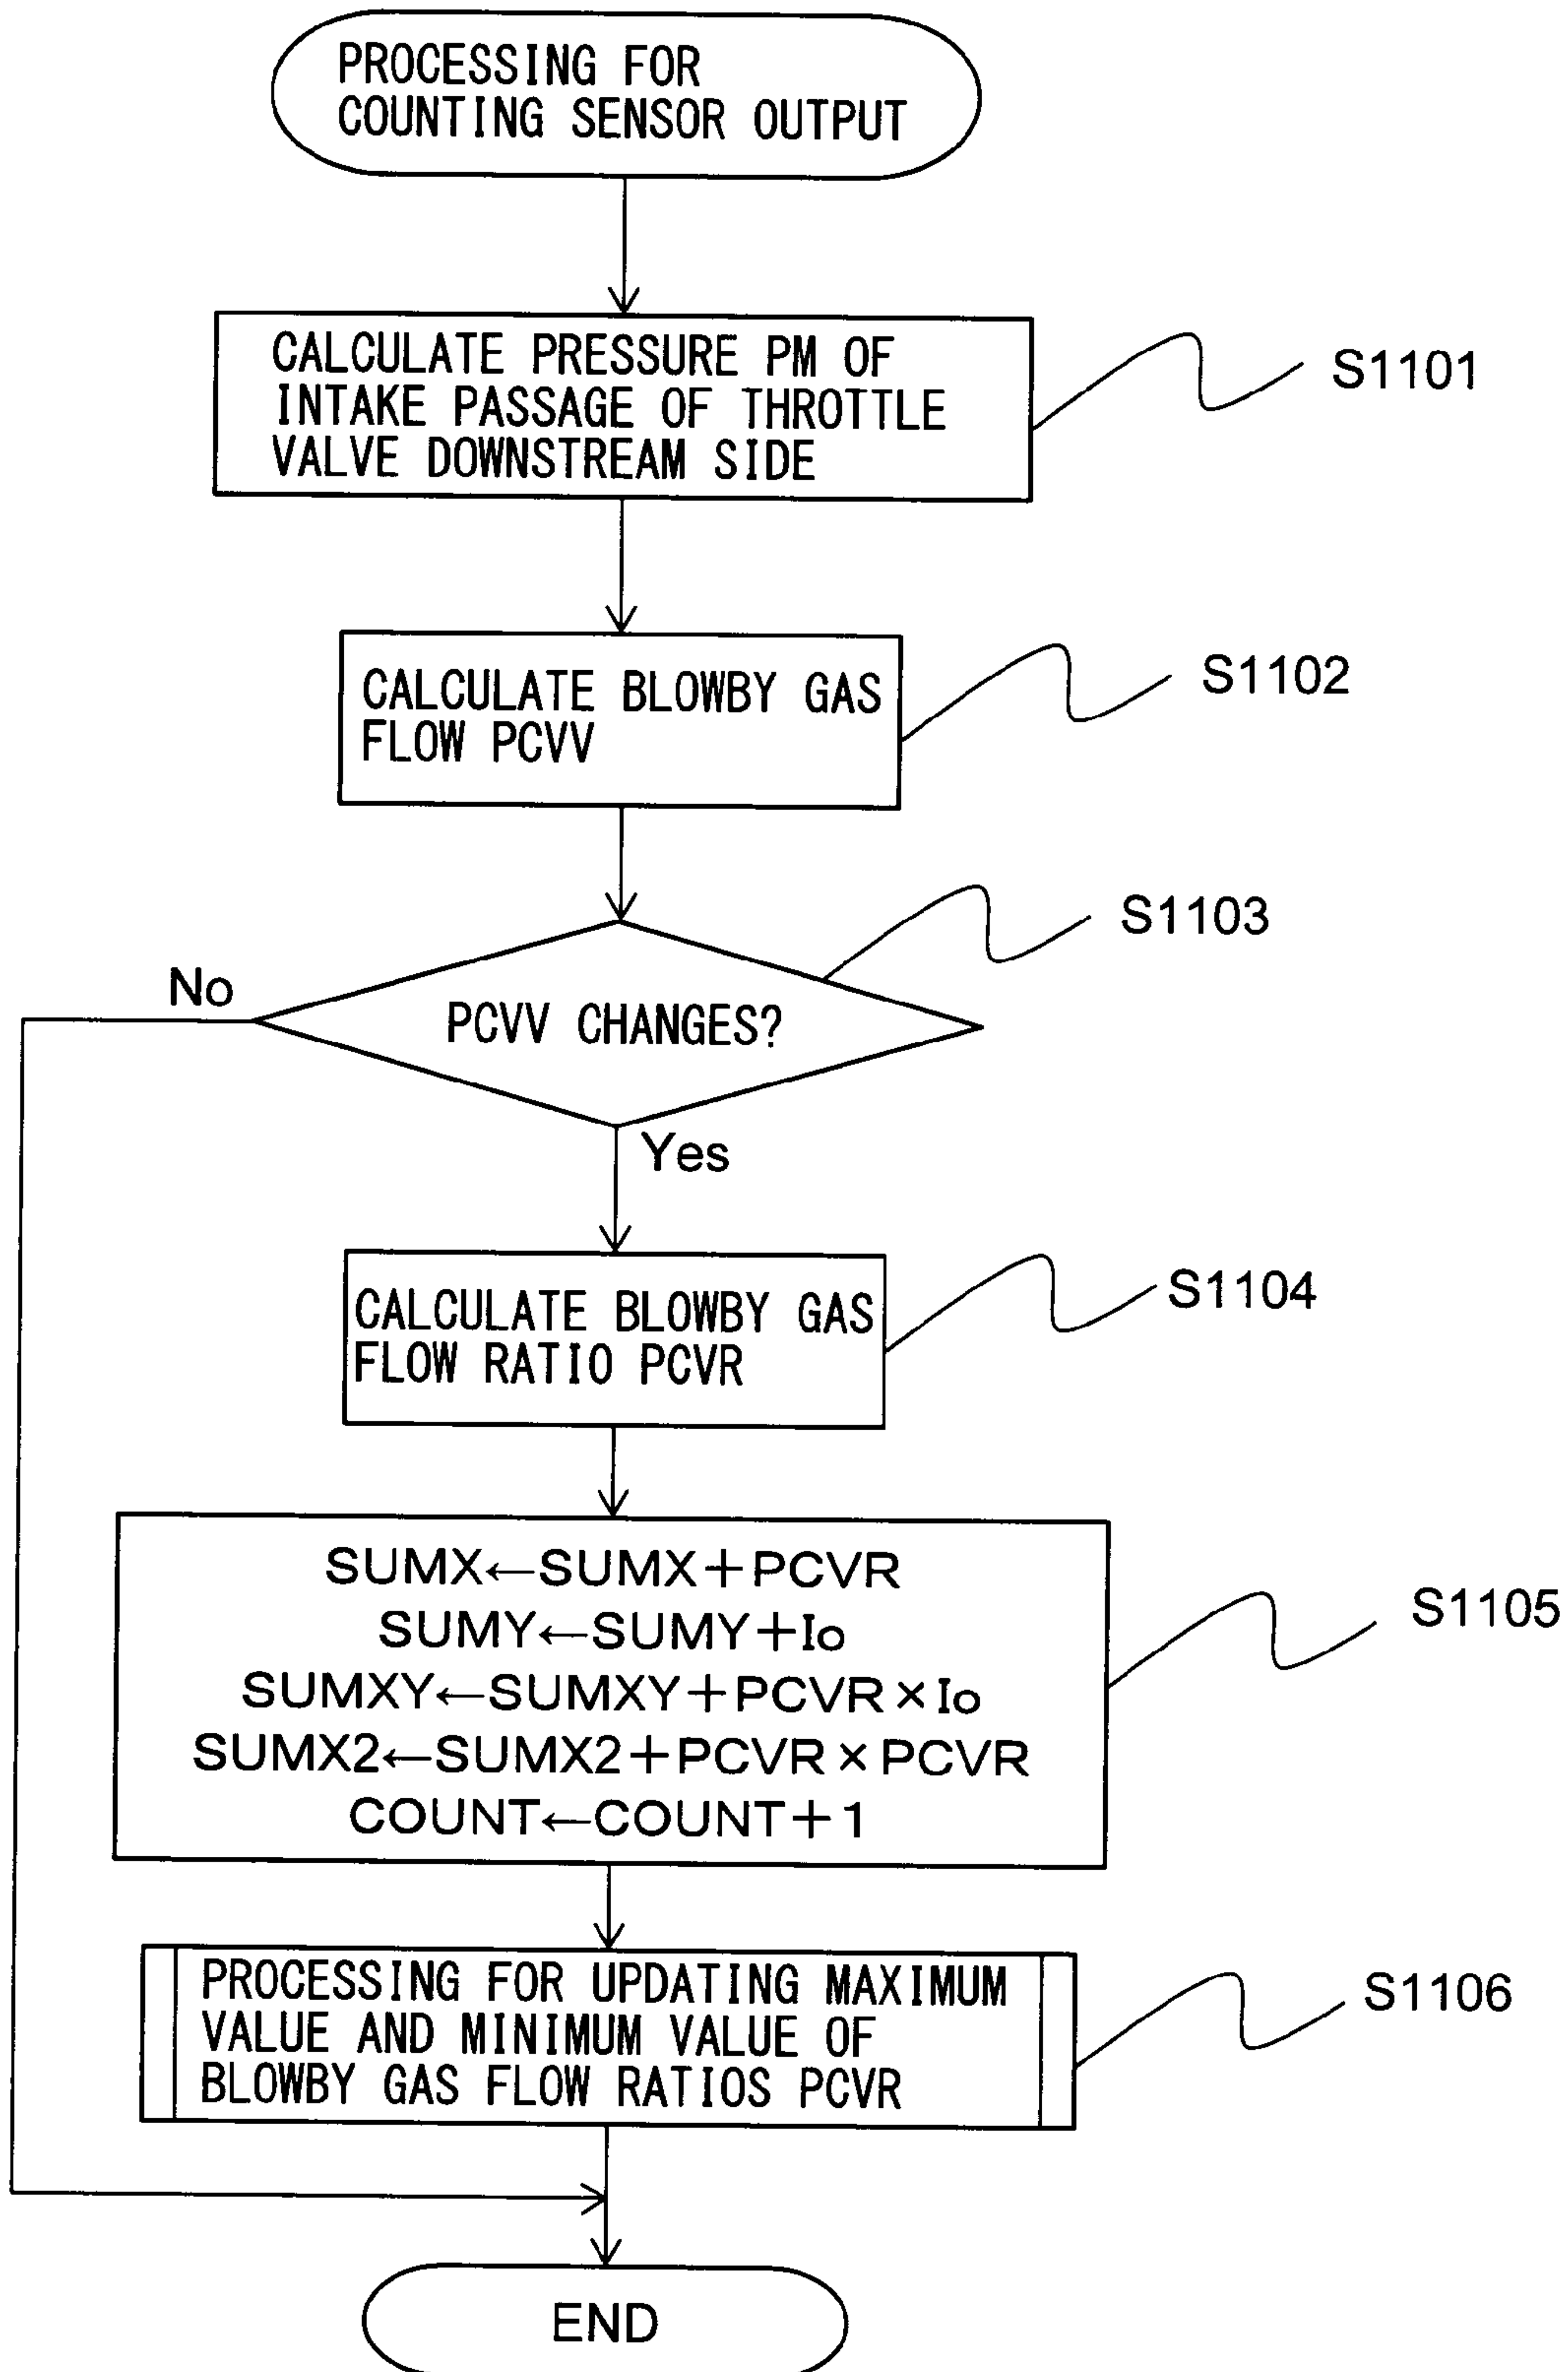 PROCESSING FOR
COUNTING SENSOR OUTPUT
CALCULATE PRESSURE PM OF
INTAKE PASSAGE OF THROTTLE
VALVE DOWNSTREAM SIDE
S1101
CALCULATE BLOWBY GAS
FLOW PCVV
S1102
PCVV CHANGES?
S1103
No
Yes
CALCULATE BLOWBY GAS
FLOW RATIO PCVR
S1104
SUMX←SUMX+PCVR
SUMY←SUMY+Io
SUMXY←SUMXY+PCVR×Io
SUMX2←SUMX2+PCVR×PCVR
COUNT←COUNT+1
S1105
PROCESSING FOR UPDATING MAXIMUM
VALUE AND MINIMUM VALUE OF
BLOWBY GAS FLOW RATIOS PCVR
S1106
END